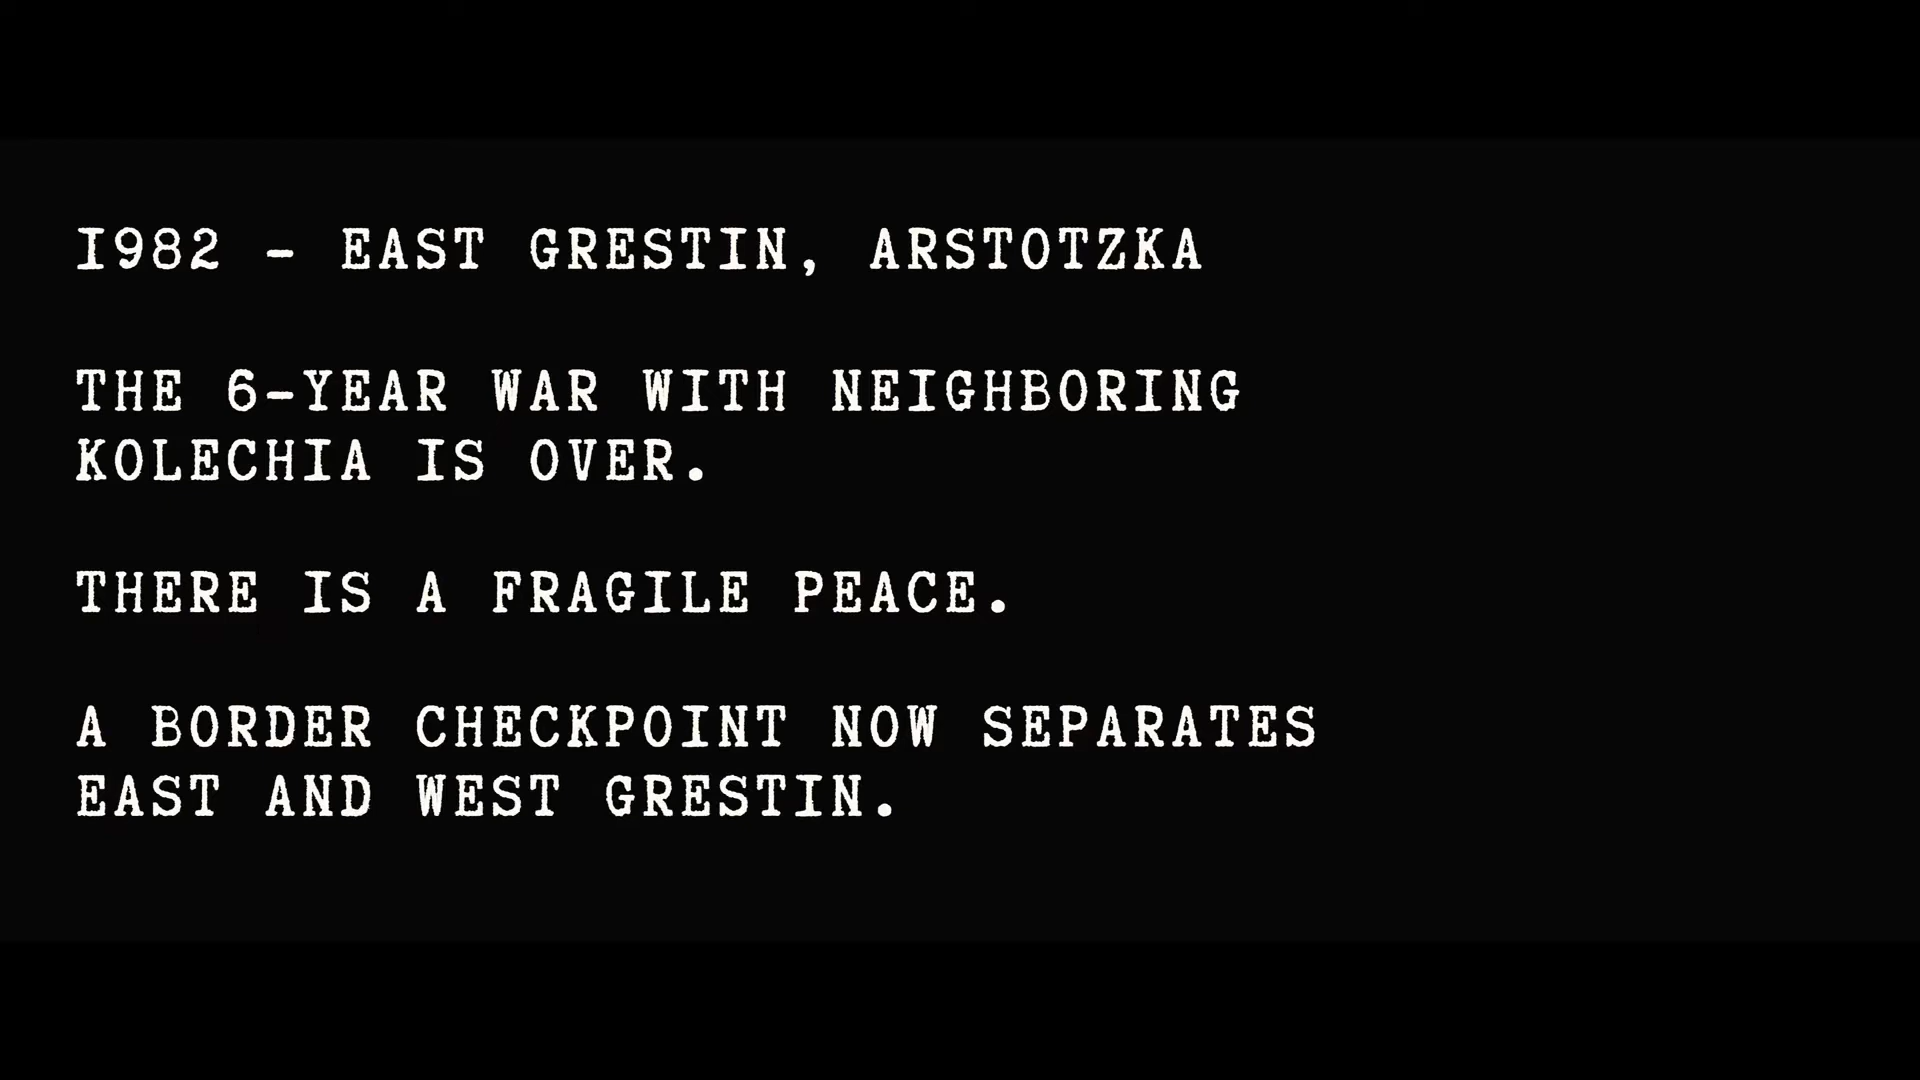 1982 - EAST GRESTIN, ARSTOTZKA
THE 6-YEAR WAR WITH NEIGHBORING
KOLECHIA IS OVER.
THERE IS A FRAGILE PEACE.
A BORDER CHECKPOINT NOW SEPARATES
EAST AND WEST GRESTIN.